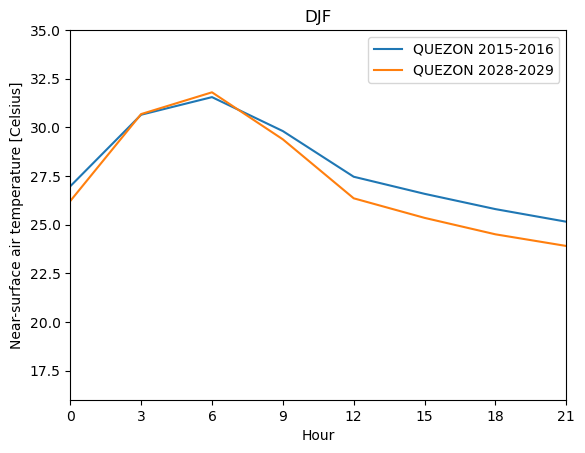 DJF
QUEZON 2015-2016
QUEZON 2028-2029
Near-surface air temperature [Celsius]
35.0
32.5
30.0
27.5
25.0
22.5
20.0
17.5
0 3 6 9 12 15 18 21
Hour